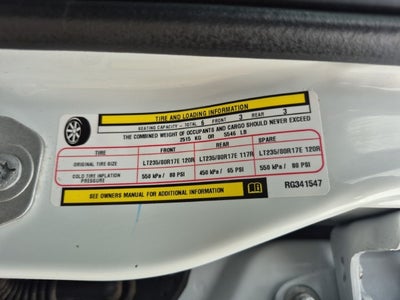 TIRE AND LOADING INFORMATION
SEATING CAPACITY - TOTAL 6 FRONT 3 REAR 3
THE COMBINED WEIGHT OF OCCUPANTS AND CARGO SHOULD NEVER EXCEED
2515 KG OR 5546 LB
TIRE FRONT REAR SPARE
ORIGINAL TIRE SIZE LT235/80R17E 120R LT235/80R17E 117R LT235/80R17E 120R
COLD TIRE INFLATION PRESSURE 550 kPa / 80 PSI 450 kPa / 65 PSI 550 kPa / 80 PSI
SEE OWNERS MANUAL FOR ADDITIONAL INFORMATION
RG341547